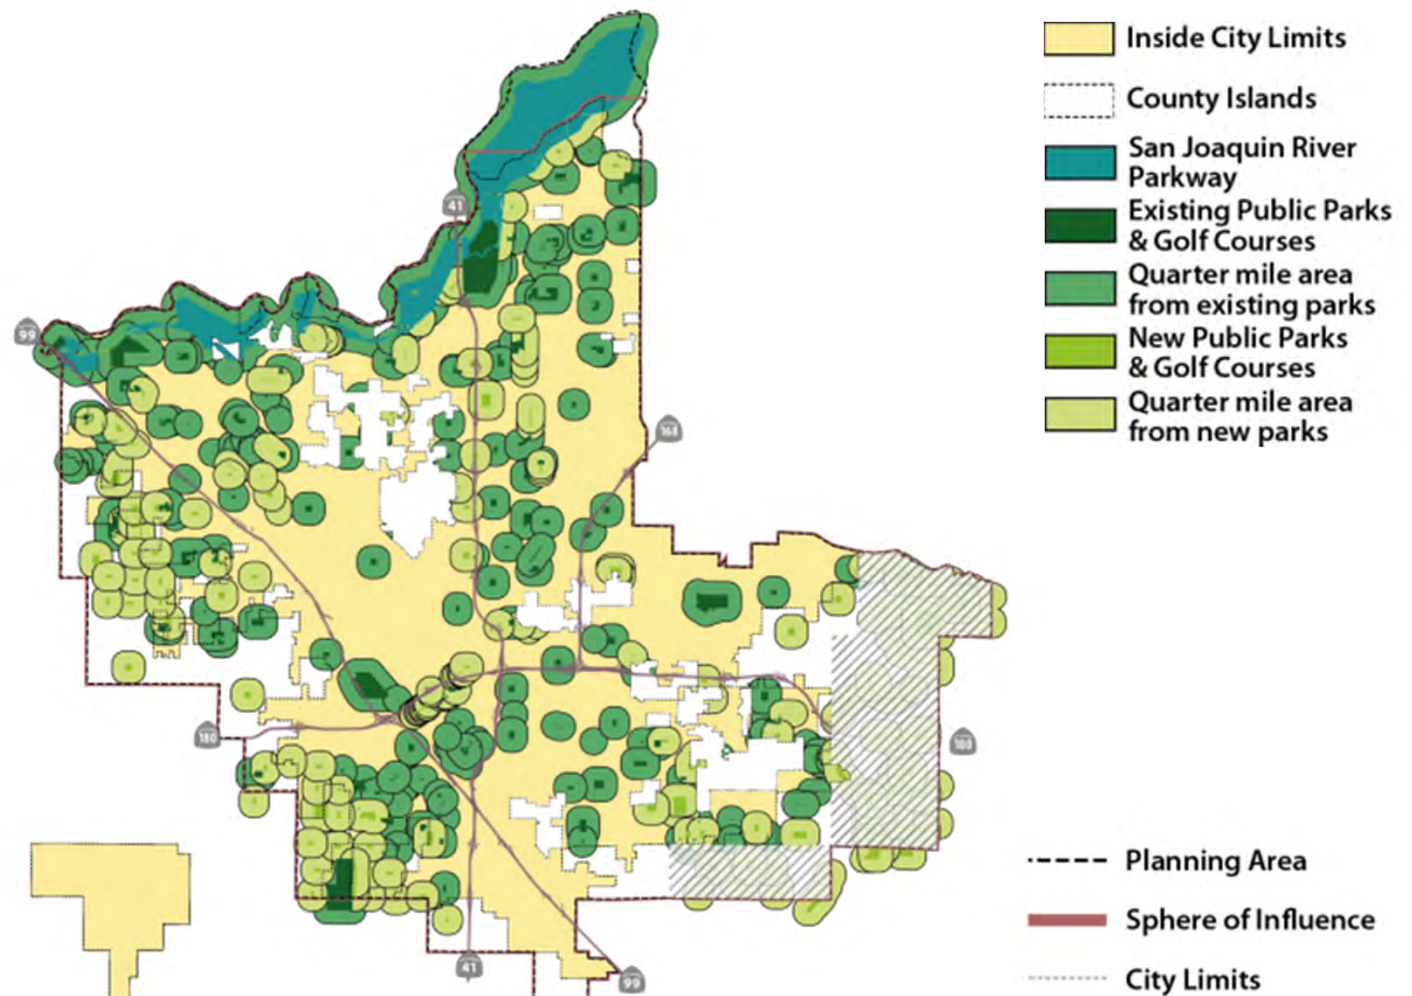 Inside City Limits
County Islands
San Joaquin River
Parkway
Existing Public Parks
& Golf Courses
Quarter mile area
from existing parks
New Public Parks
& Golf Courses
Quarter mile area
from new parks
41
99
168
180
180
41
99
Planning Area
Sphere of Influence
City Limits